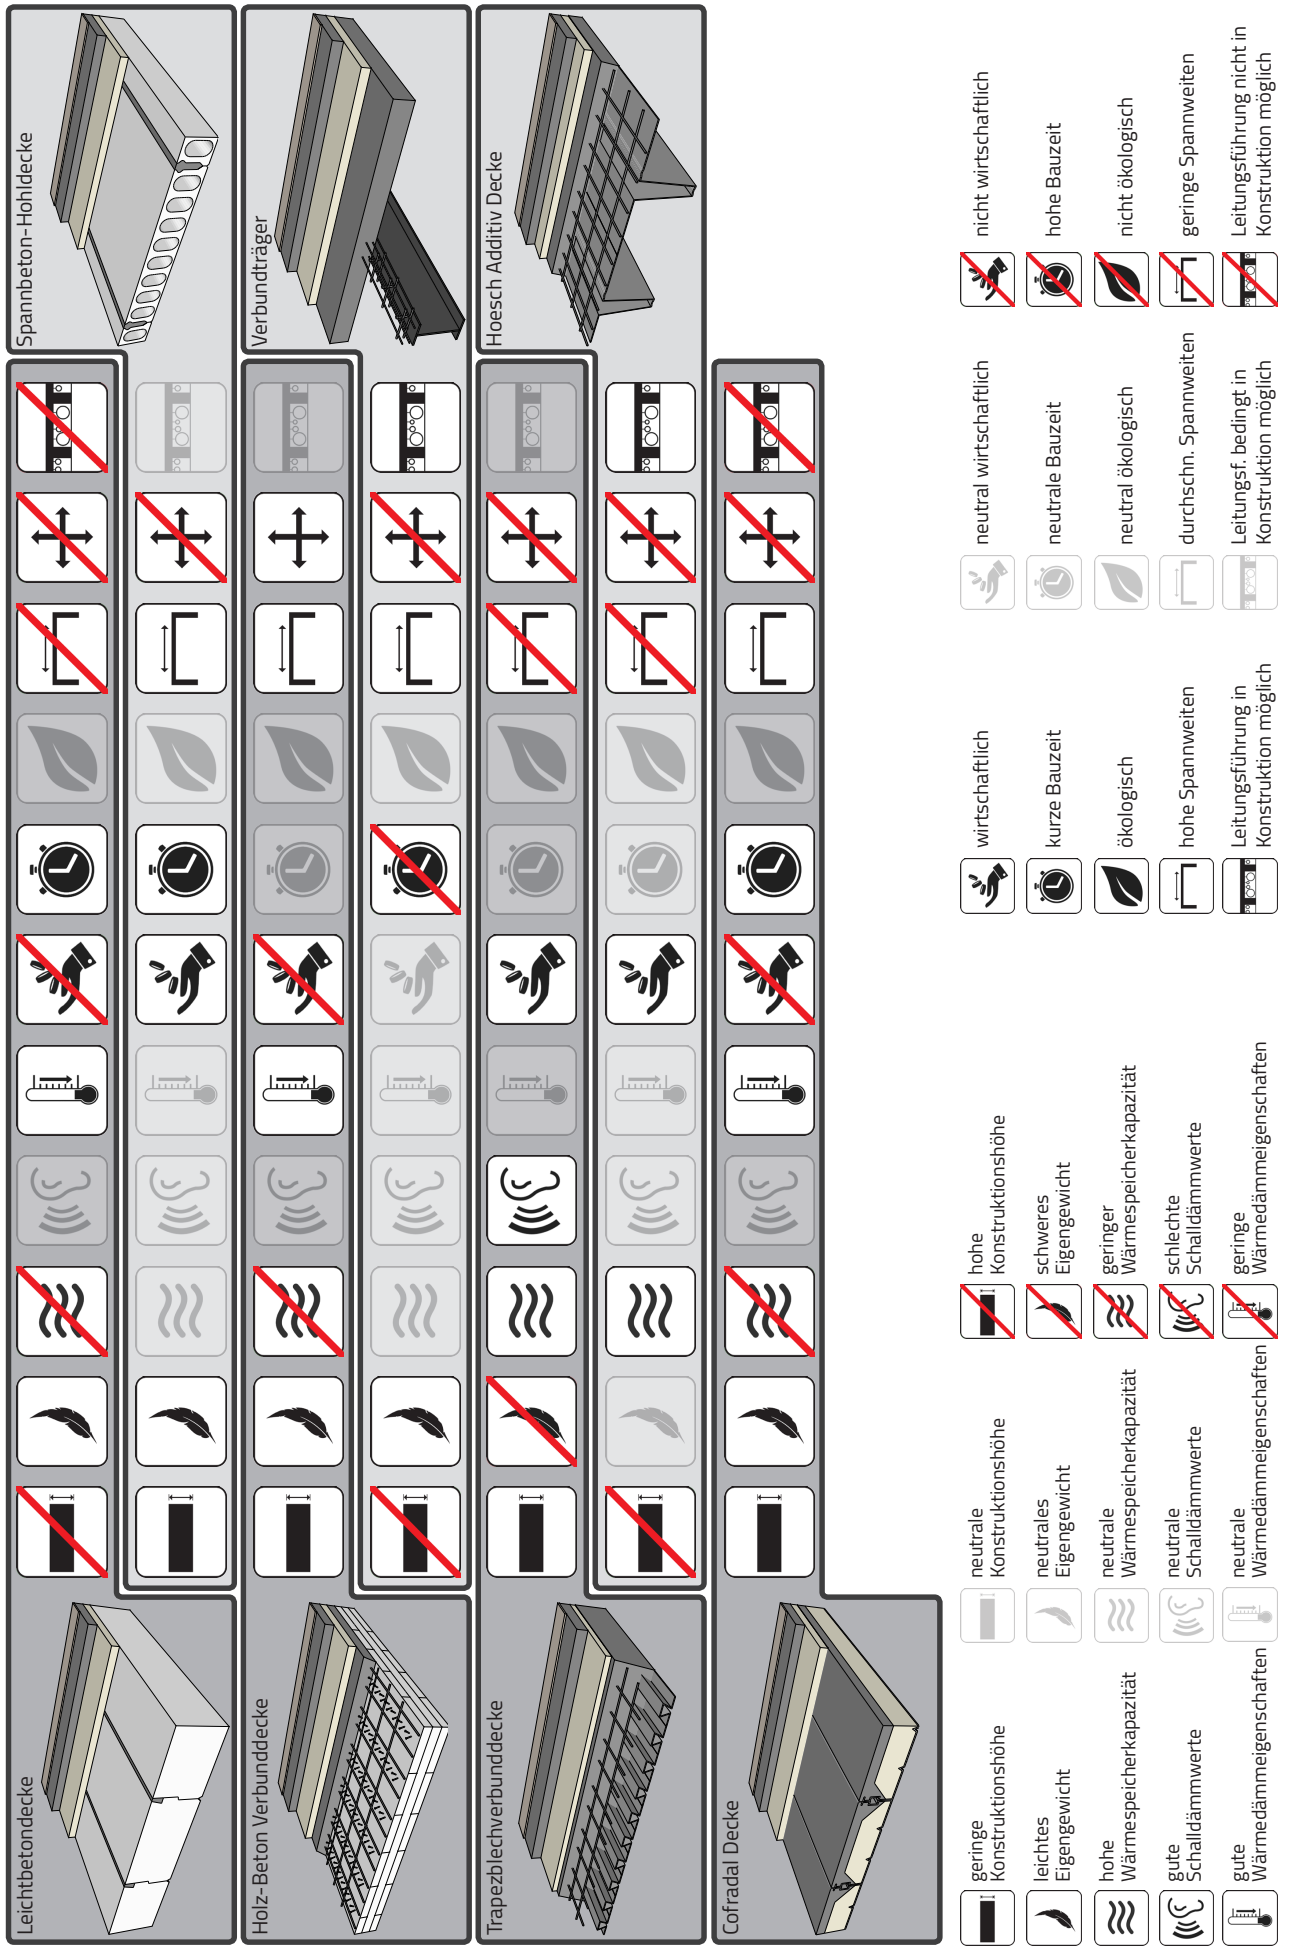 Leichtbetondecke
Spannbeton-Hohldecke
Holz-Beton Verbunddecke
Verbundträger
Trapezblechverbunddecke
Hoesch Additiv Decke
Cofradal Decke
geringe
Konstruktionshöhe
neutrale
Konstruktionshöhe
hohe
Konstruktionshöhe
wirtschaftlich
neutral wirtschaftlich
nicht wirtschaftlich
leichtes
Eigengewicht
neutrales
Eigengewicht
schweres
Eigengewicht
kurze Bauzeit
neutrale Bauzeit
hohe Bauzeit
hohe
Wärmespeicherkapazität
neutrale
Wärmespeicherkapazität
geringer
Wärmespeicherkapazität
ökologisch
neutral ökologisch
nicht ökologisch
gute
Schalldämmwerte
neutrale
Schalldämmwerte
schlechte
Schalldämmwerte
hohe Spannweiten
durchschn. Spannweiten
geringe Spannweiten
gute
Wärmedämmeigenschaften
neutrale
Wärmedämmeigenschaften
geringe
Wärmedämmeigenschaften
Leitungsführung in
Konstruktion möglich
Leitungsf. bedingt in
Konstruktion möglich
Leitungsführung nicht in
Konstruktion möglich